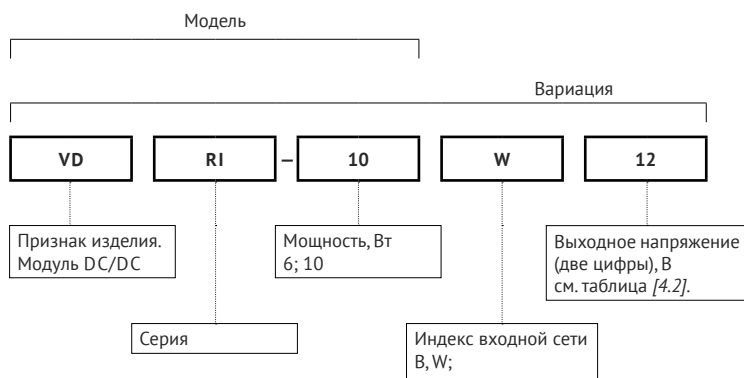 Модель
Вариация
VD RI – 10 W 12
Признак изделия.
Модуль DC/DC
Мощность, Вт
6; 10
Выходное напряжение
(две цифры), В
см. таблица [4.2].
Серия
Индекс входной сети
B, W;